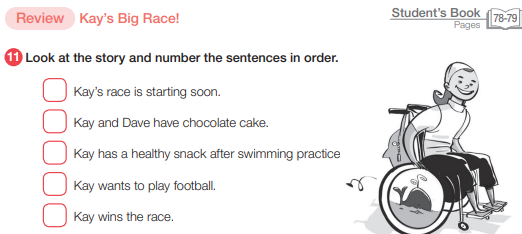 Review Kay's Big Race!
Student's Book
Pages 78-79
11 Look at the story and number the sentences in order.
Kay's race is starting soon.
Kay and Dave have chocolate cake.
Kay has a healthy snack after swimming practice
Kay wants to play football.
Kay wins the race.